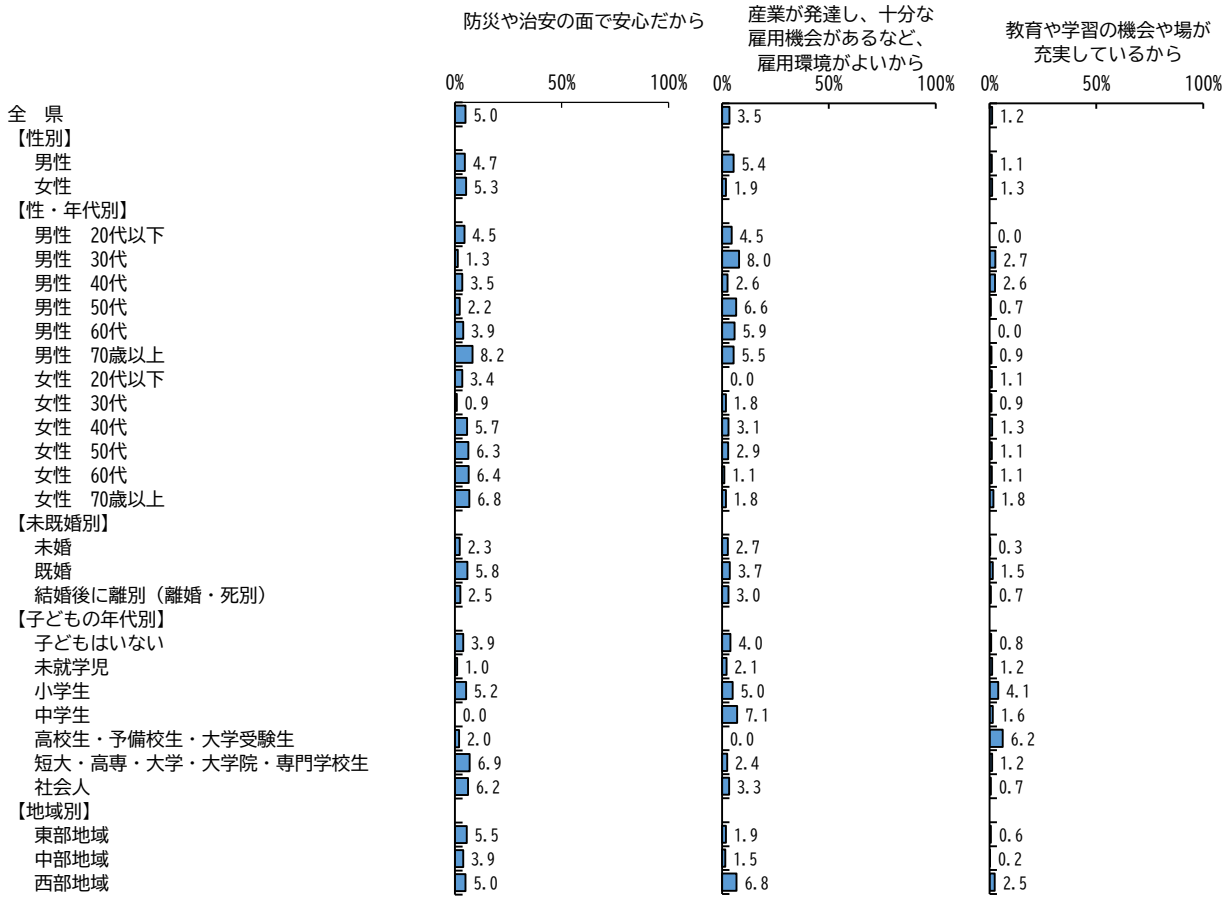 防災や治安の面で安心だから
産業が発達し、十分な
雇用機会があるなど、
雇用環境がよいから
教育や学習の機会や場が
充実しているから
0% 50% 100% 0% 50% 100% 0% 50% 100%
全　県 5.0 3.5 1.2
【性別】
男性 4.7 5.4 1.1
女性 5.3 1.9 1.3
【性・年代別】
男性　20代以下 4.5 4.5 0.0
男性　30代 1.3 8.0 2.7
男性　40代 3.5 2.6 2.6
男性　50代 2.2 6.6 0.7
男性　60代 3.9 5.9 0.0
男性　70歳以上 8.2 5.5 0.9
女性　20代以下 3.4 0.0 1.1
女性　30代 0.9 1.8 0.9
女性　40代 5.7 3.1 1.3
女性　50代 6.3 2.9 1.1
女性　60代 6.4 1.1 1.1
女性　70歳以上 6.8 1.8 1.8
【未既婚別】
未婚 2.3 2.7 0.3
既婚 5.8 3.7 1.5
結婚後に離別（離婚・死別） 2.5 3.0 0.7
【子どもの年代別】
子どもはいない 3.9 4.0 0.8
未就学児 1.0 2.1 1.2
小学生 5.2 5.0 4.1
中学生 0.0 7.1 1.6
高校生・予備校生・大学受験生 2.0 0.0 6.2
短大・高専・大学・大学院・専門学校生 6.9 2.4 1.2
社会人 6.2 3.3 0.7
【地域別】
東部地域 5.5 1.9 0.6
中部地域 3.9 1.5 0.2
西部地域 5.0 6.8 2.5